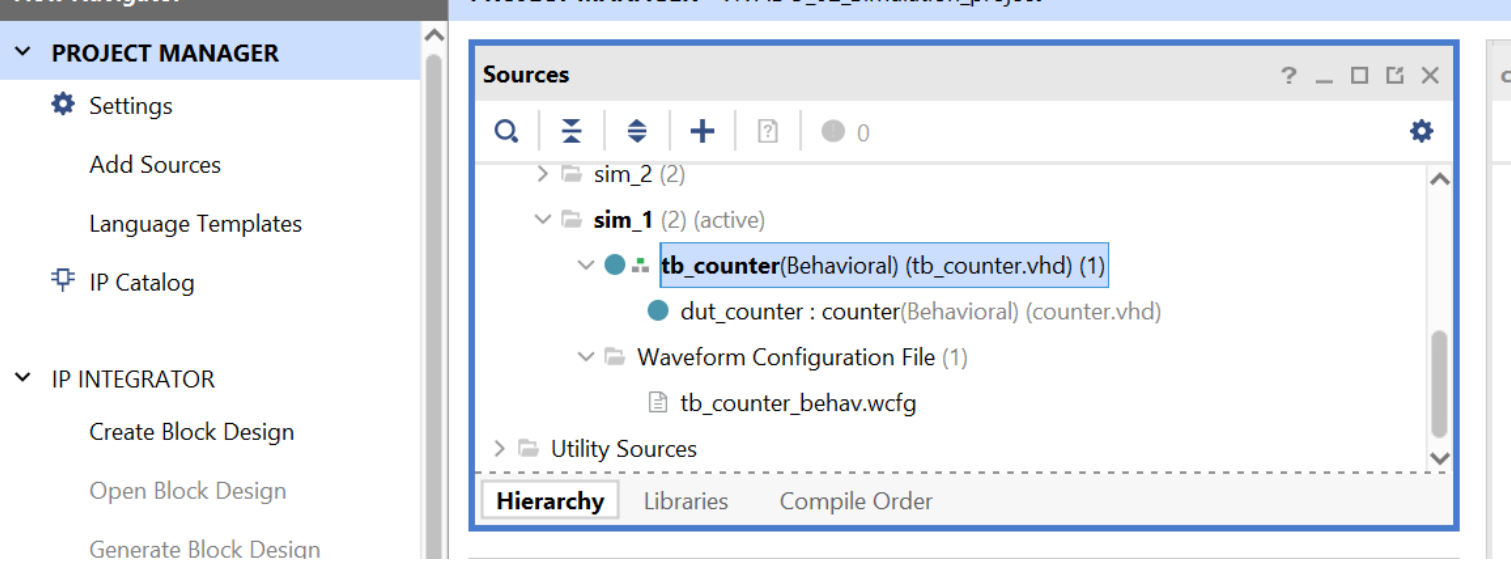 PROJECT MANAGER
Settings
Add Sources
Language Templates
IP Catalog
IP INTEGRATOR
Create Block Design
Open Block Design
Generate Block Design
Sources
? 
0
sim_2 (2)
sim_1 (2) (active)
tb_counter(Behavioral) (tb_counter.vhd) (1)
dut_counter : counter(Behavioral) (counter.vhd)
Waveform Configuration File (1)
tb_counter_behav.wcfg
Utility Sources
Hierarchy Libraries Compile Order